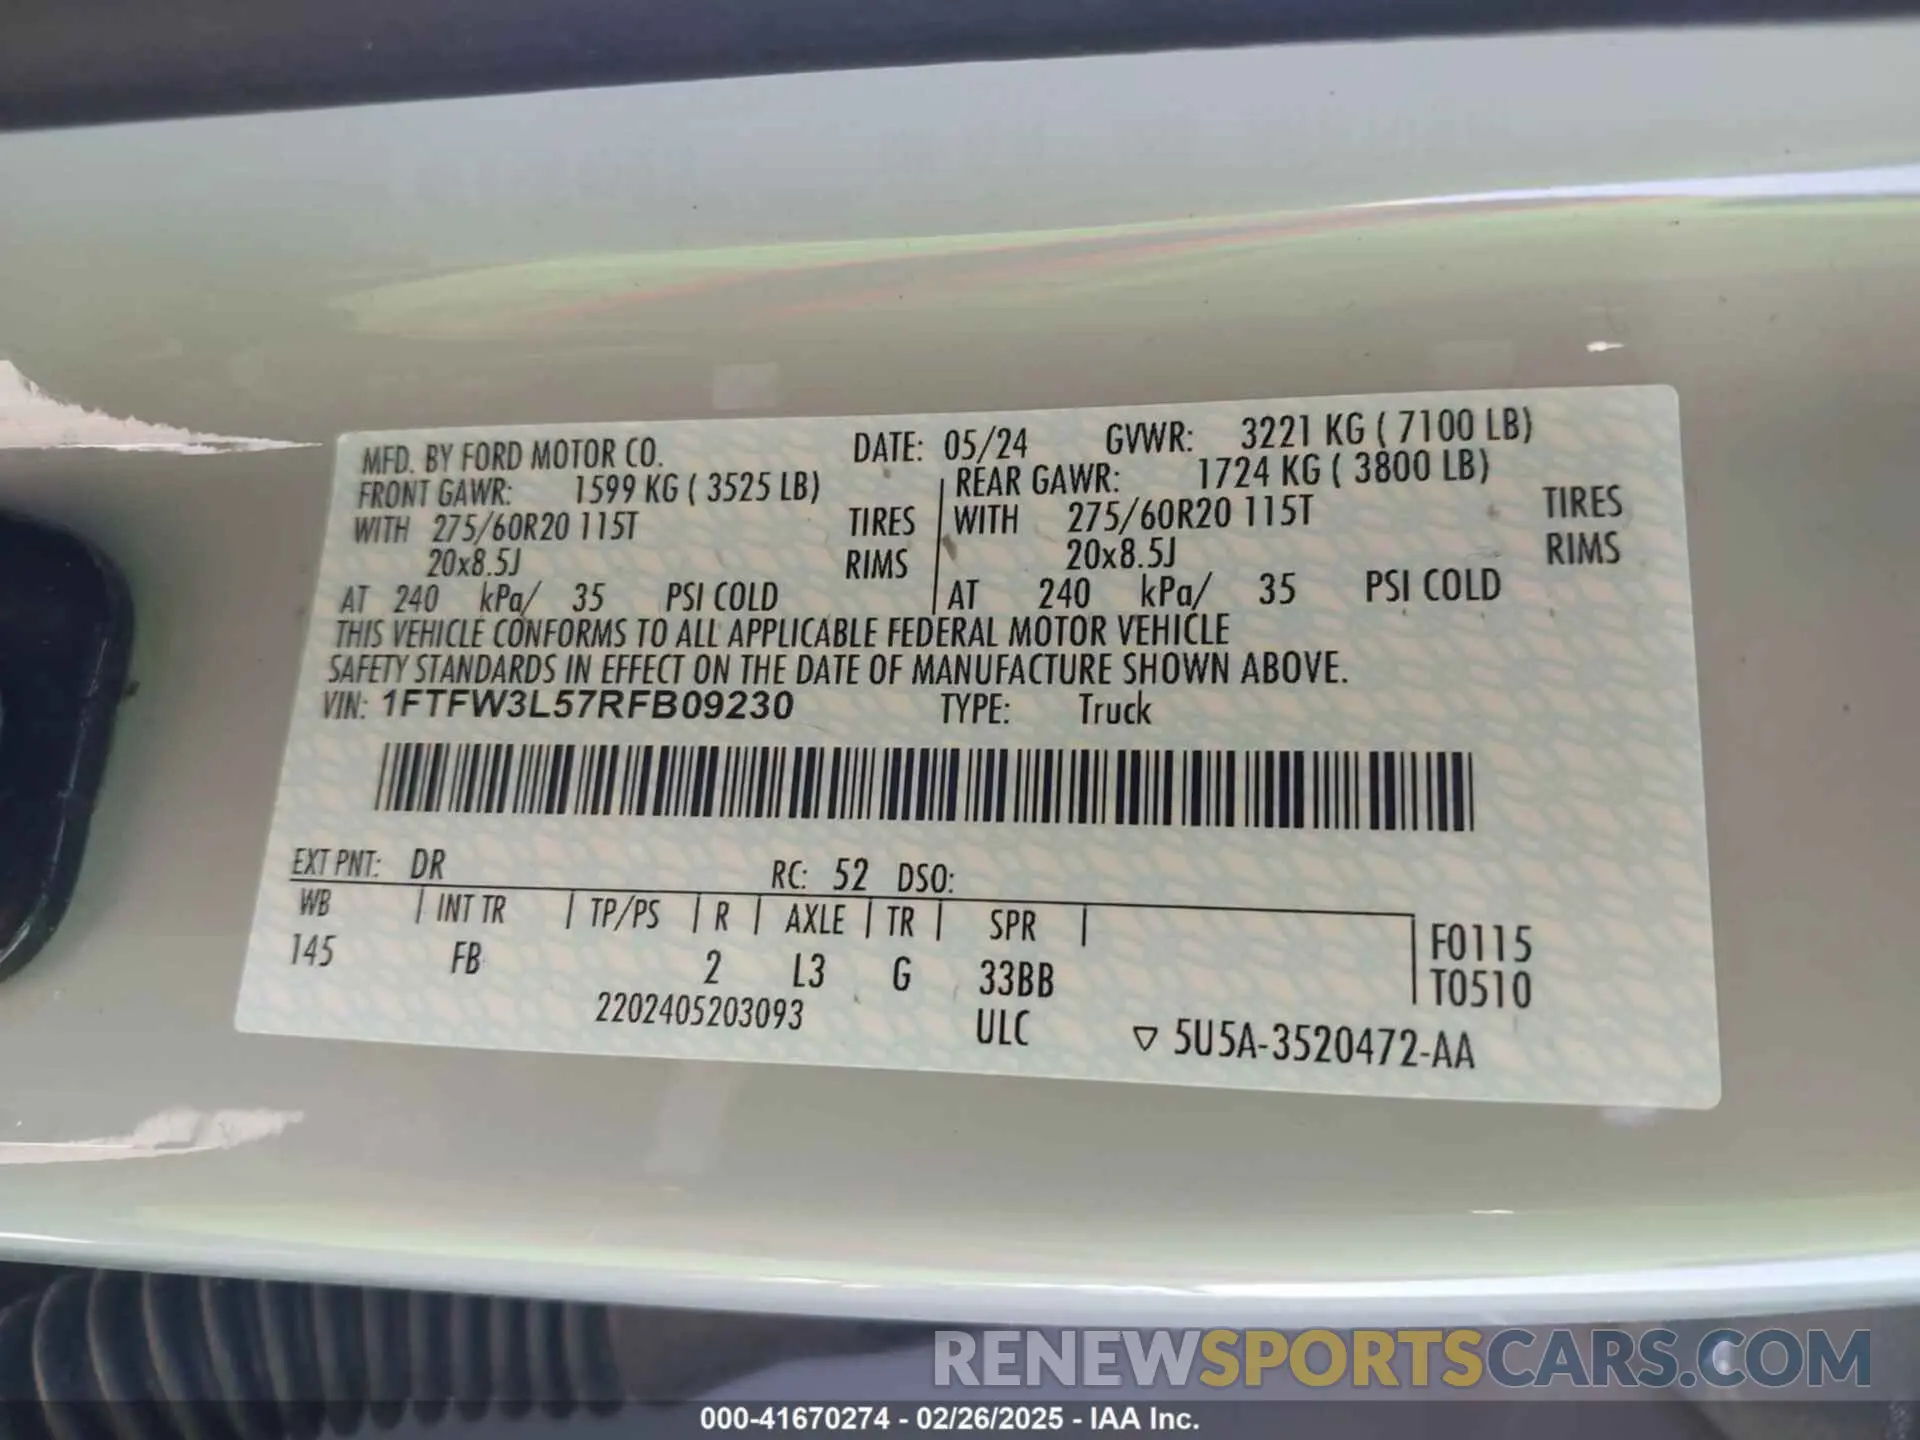 MFD. BY FORD MOTOR CO. DATE: 05/24 GVWR: 3221 KG ( 7100 LB)
FRONT GAWR: 1599 KG ( 3525 LB) REAR GAWR: 1724 KG ( 3800 LB)
WITH 275/60R20 115T TIRES WITH 275/60R20 115T TIRES
20x8.5J RIMS 20x8.5J RIMS
AT 240 kPa/ 35 PSI COLD AT 240 kPa/ 35 PSI COLD
THIS VEHICLE CONFORMS TO ALL APPLICABLE FEDERAL MOTOR VEHICLE
SAFETY STANDARDS IN EFFECT ON THE DATE OF MANUFACTURE SHOWN ABOVE.
VIN: 1FTFW3L57RFB09230 TYPE: Truck
EXT PNT: DR RC: 52 DSO:
WB INT TR TP/PS R AXLE TR SPR F0115
145 FB 2 L3 G 33BB T0510
2202405203093 ULC ▽ 5U5A-3520472-AA
RENEWSPORTSCARS.COM
000-41670274 - 02/26/2025 - IAA Inc.